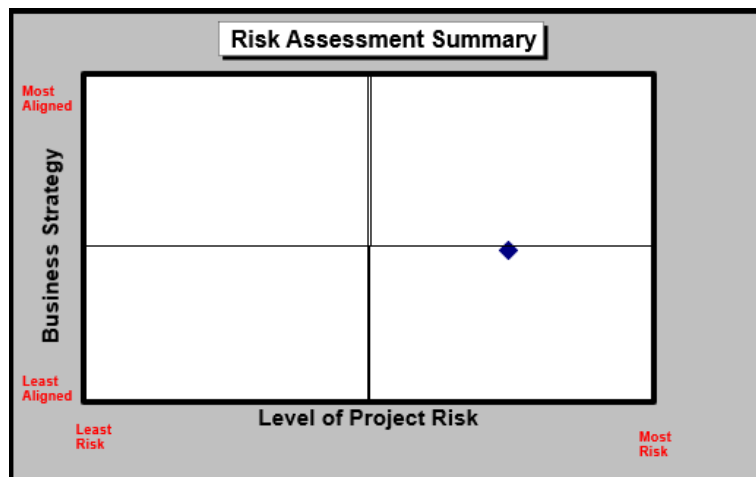 Risk Assessment Summary
Most
Aligned
Business Strategy
Least
Aligned
Level of Project Risk
Least
Risk
Most
Risk